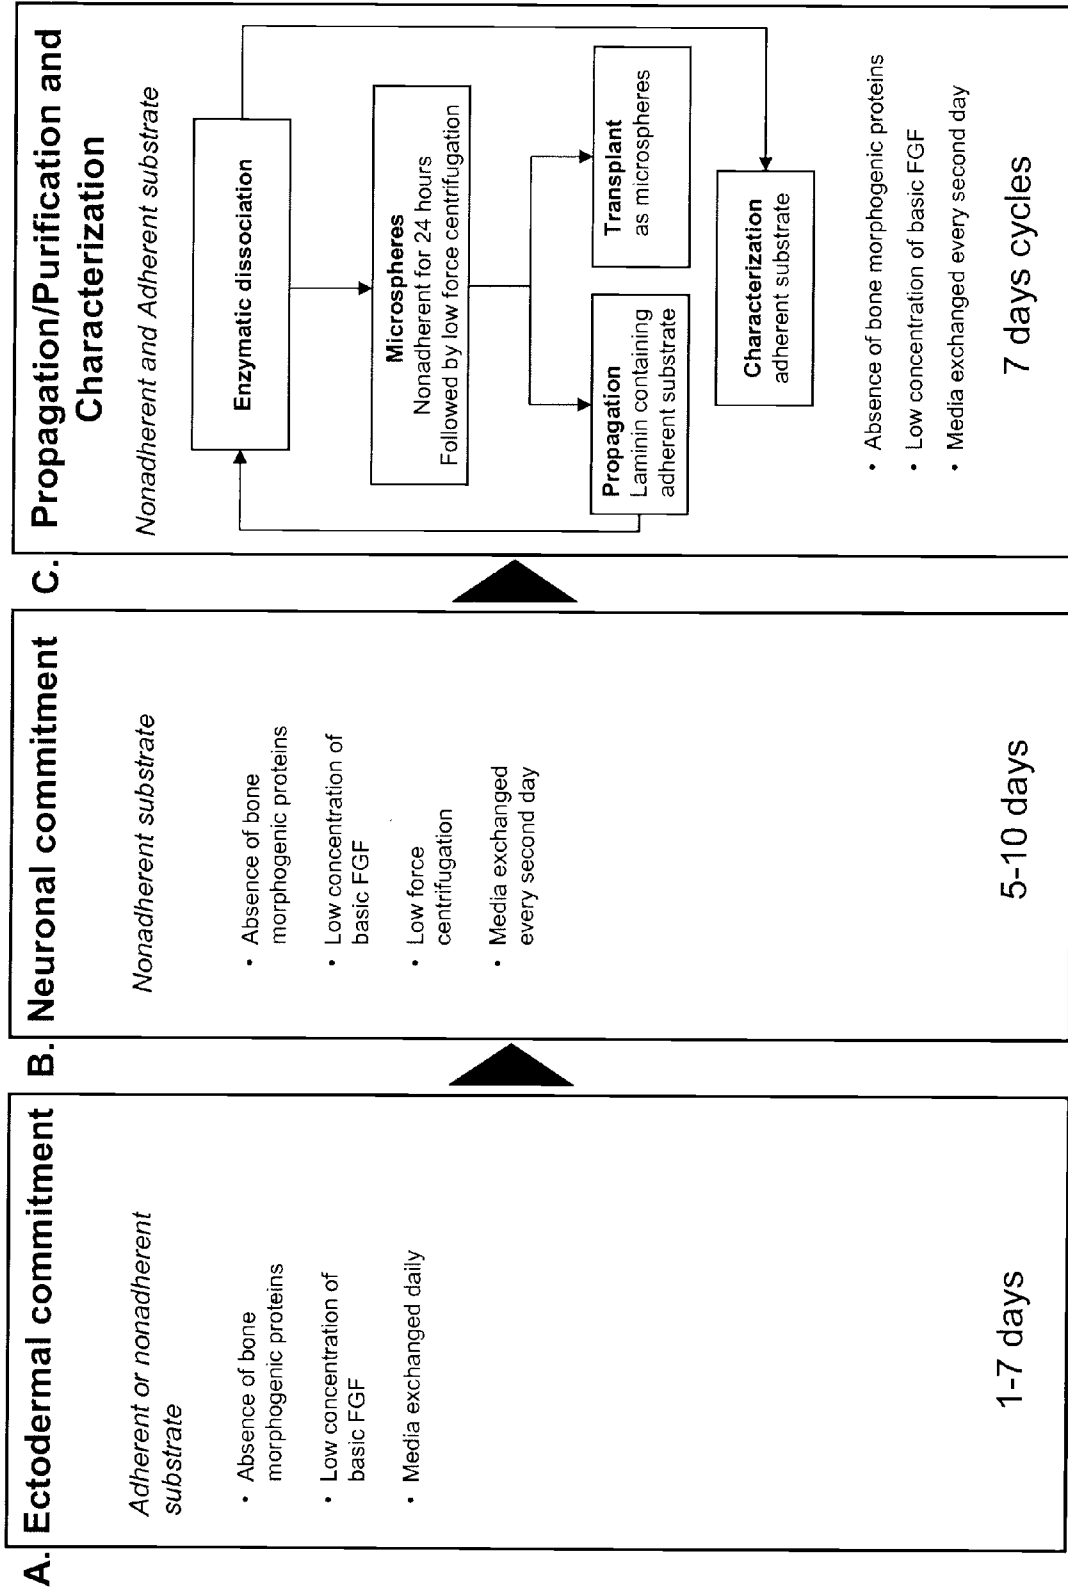 A. Ectodermal commitment
Adherent or nonadherent
substrate
• Absence of bone
morphogenic proteins
• Low concentration of
basic FGF
• Media exchanged daily
1-7 days
B. Neuronal commitment
Nonadherent substrate
• Absence of bone
morphogenic proteins
• Low concentration of
basic FGF
• Low force
centrifugation
• Media exchanged
every second day
5-10 days
C. Propagation/Purification and
Characterization
Nonadherent and Adherent substrate
Enzymatic dissociation
Microspheres
Nonadherent for 24 hours
Followed by low force centrifugation
Propagation
Laminin containing
adherent substrate
Transplant
as microspheres
Characterization
adherent substrate
• Absence of bone morphogenic proteins
• Low concentration of basic FGF
• Media exchanged every second day
7 days cycles